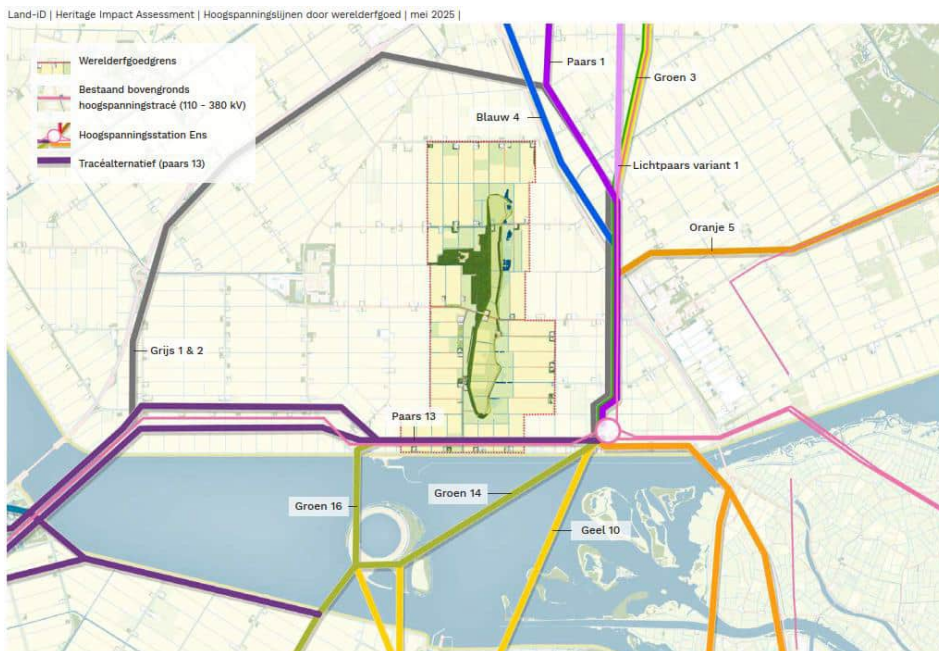 Land-iD | Heritage Impact Assessment | Hoogspanningslijnen door werelderfgoed | mei 2025 |
Werelderfgoedgrens
Bestaand bovengronds
hoogspanningstracé (110 - 380 kV)
Hoogspanningsstation Ens
Tracéalternatief (paars 13)
Paars 1
Groen 3
Blauw 4
Lichtpaars variant 1
Oranje 5
Grijs 1 & 2
Paars 13
Groen 16
Groen 14
Geel 10